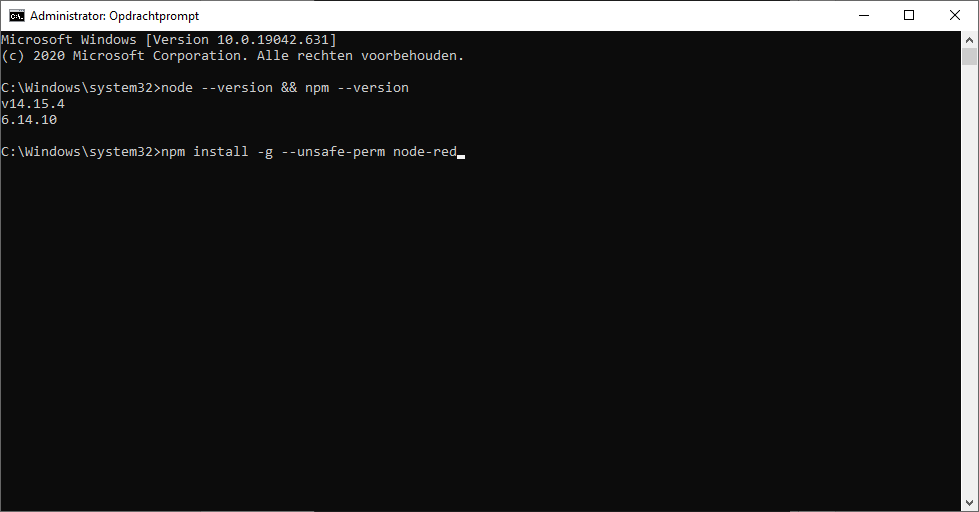 Administrator: Opdrachtprompt
Microsoft Windows [Version 10.0.19042.631]
(c) 2020 Microsoft Corporation. Alle rechten voorbehouden.
C:\Windows\system32>node --version && npm --version
v14.15.4
6.14.10
C:\Windows\system32>npm install -g --unsafe-perm node-red